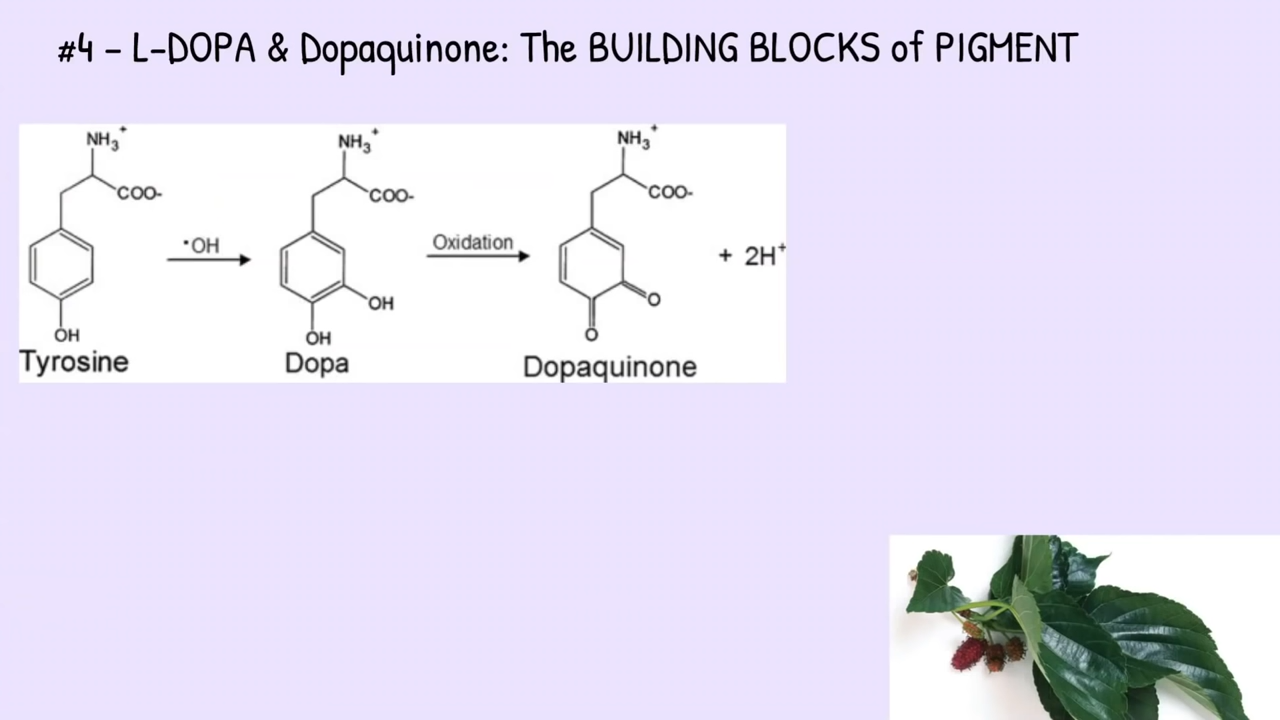 #4 - L-DOPA & Dopaquinone: The BUILDING BLOCKS of PIGMENT
NH3+
COO-
OH
Tyrosine
•OH
NH3+
COO-
OH
OH
Dopa
Oxidation
NH3+
COO-
O
O
Dopaquinone
+ 2H+